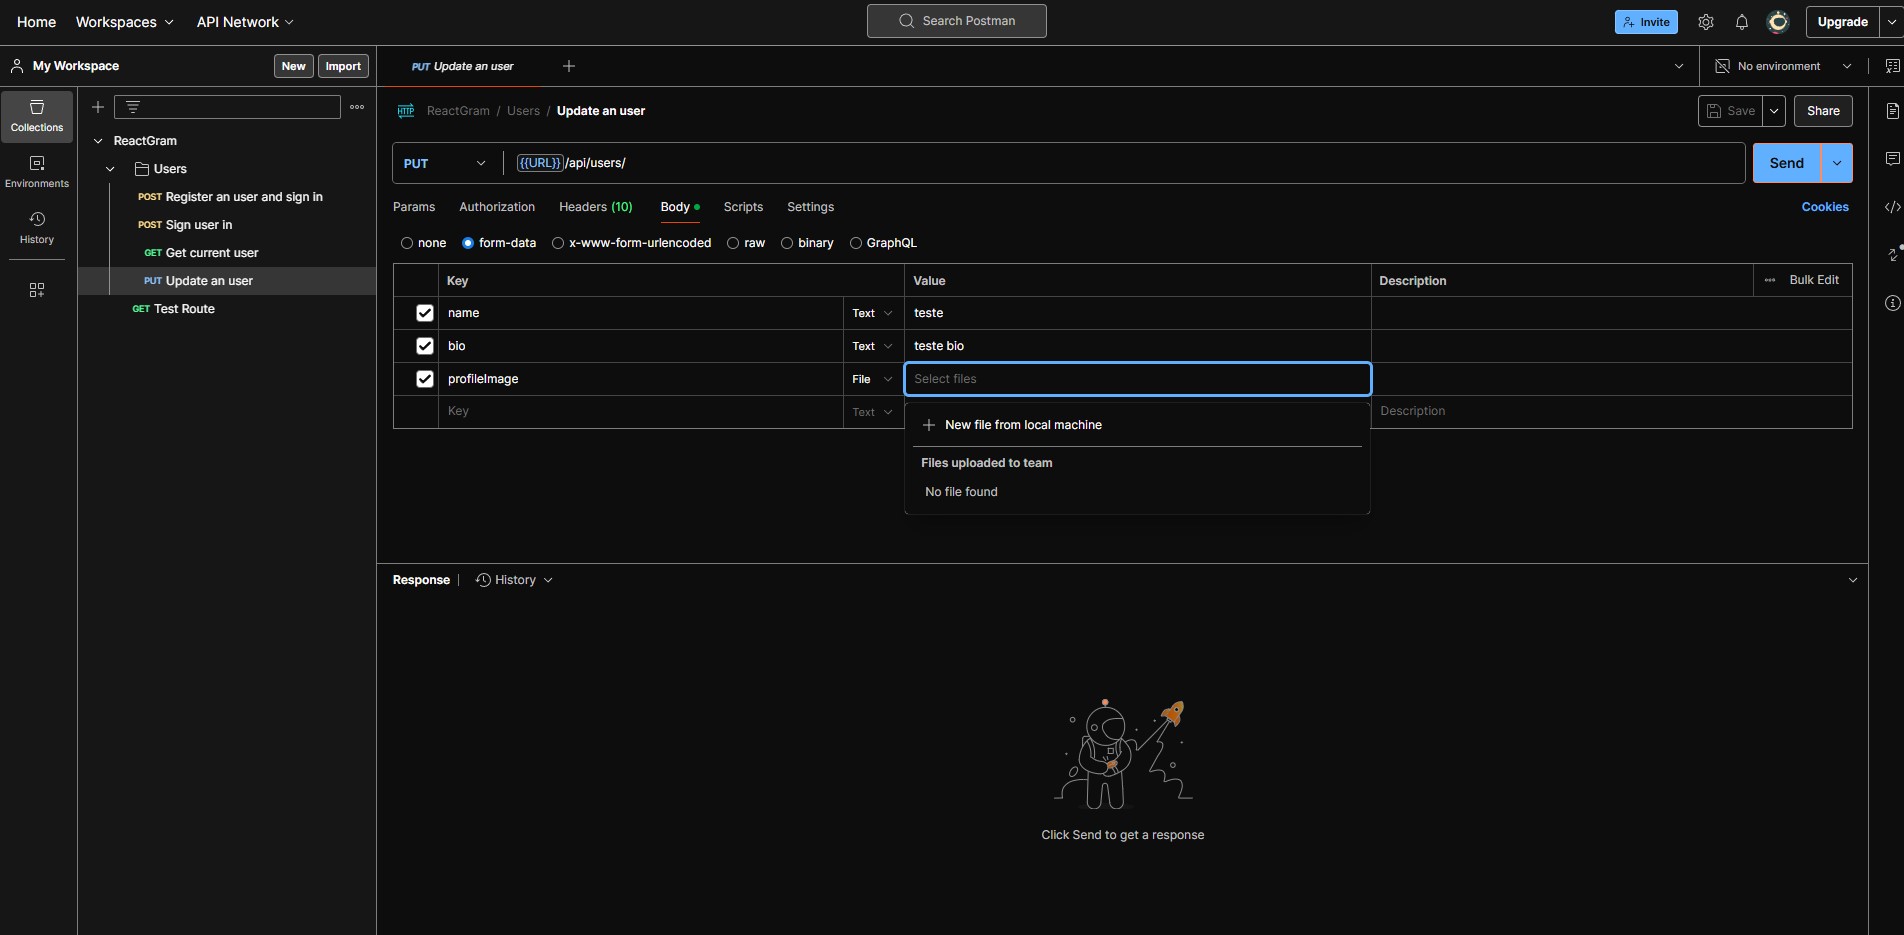 Home Workspaces API Network Search Postman Invite Upgrade
My Workspace New Import PUT Update an user No environment
Collections
Environments
History
ReactGram
Users
POST Register an user and sign in
POST Sign user in
GET Get current user
PUT Update an user
GET Test Route
HTTP ReactGram / Users / Update an user Save Share
PUT {{URL}}/api/users/ Send
Params Authorization Headers (10) Body Scripts Settings Cookies
none form-data x-www-form-urlencoded raw binary GraphQL
Key Value Description Bulk Edit
name Text teste
bio Text teste bio
profileImage File Select files
Key Text Description
New file from local machine
Files uploaded to team
No file found
Response History
Click Send to get a response